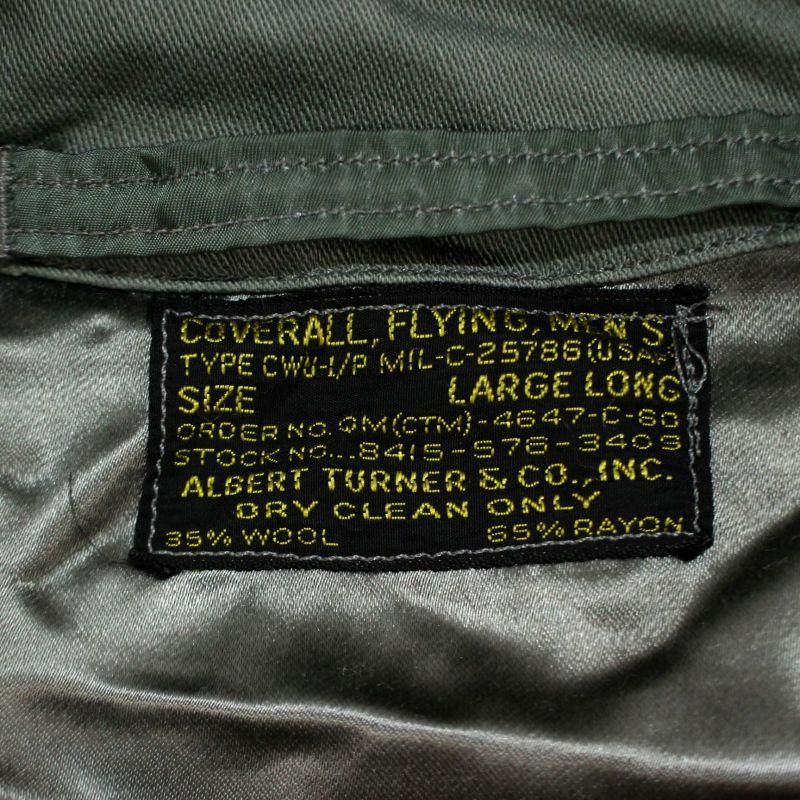 COVERALL, FLYING, MEN'S
TYPE CWU-1/P MIL-C-25786 (USAF)
SIZE LARGE LONG
ORDER NO. QM(CTM)-4647-C-60
STOCK NO...8415-576-3403
ALBERT TURNER & CO., INC.
DRY CLEAN ONLY
35% WOOL 65% RAYON